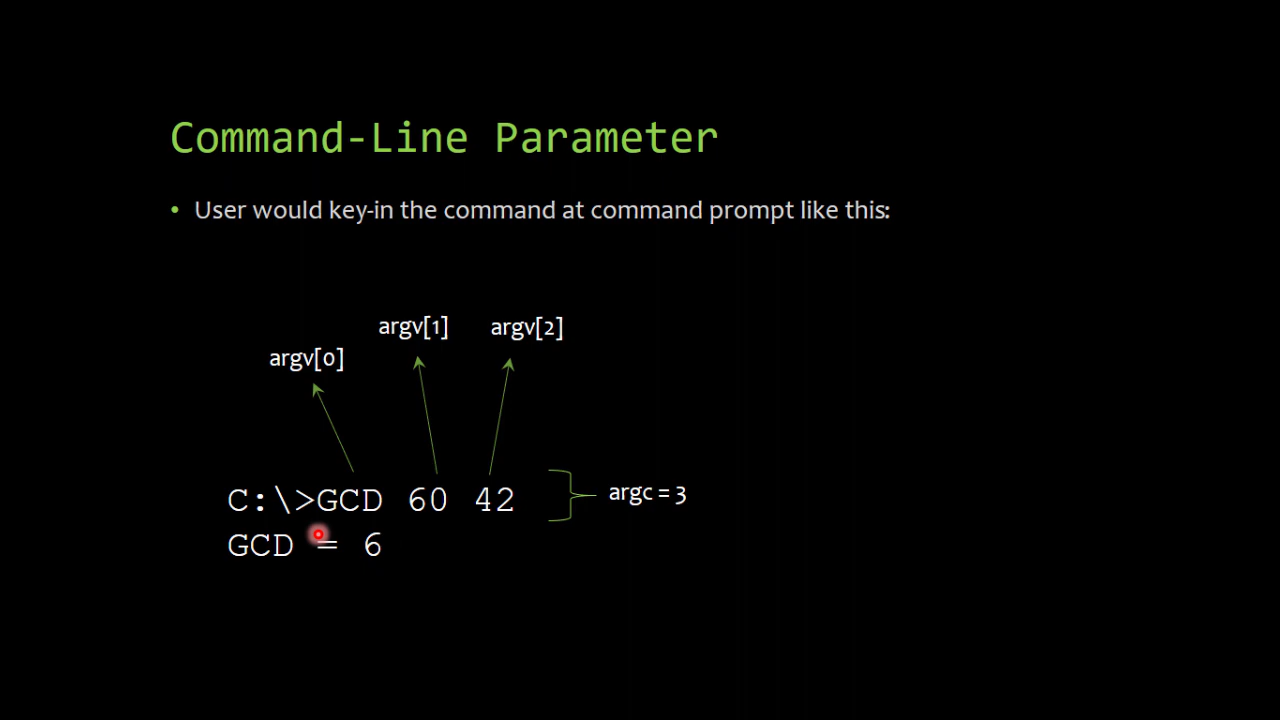 Command-Line Parameter
• User would key-in the command at command prompt like this:
argv[1] argv[2]
argv[0]
C:\>GCD 60 42 argc = 3
GCD = 6